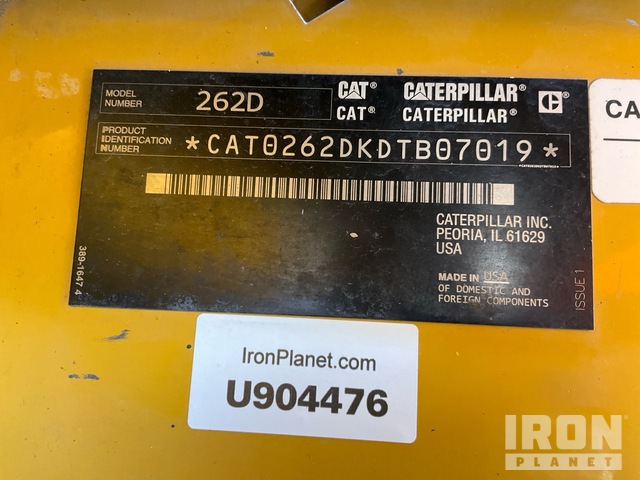 MODEL
NUMBER
262D
CAT® CATERPILLAR® C
CAT® CATERPILLAR®
PRODUCT
IDENTIFICATION
NUMBER
*CAT0262DKDTB07019*
*CAT0262DKDTB07019*
CATERPILLAR INC.
PEORIA, IL 61629
USA
MADE IN USA
OF DOMESTIC AND
FOREIGN COMPONENTS
ISSUE 1
389-1647 4
CA
IronPlanet.com
U904476
IRON
PLANET